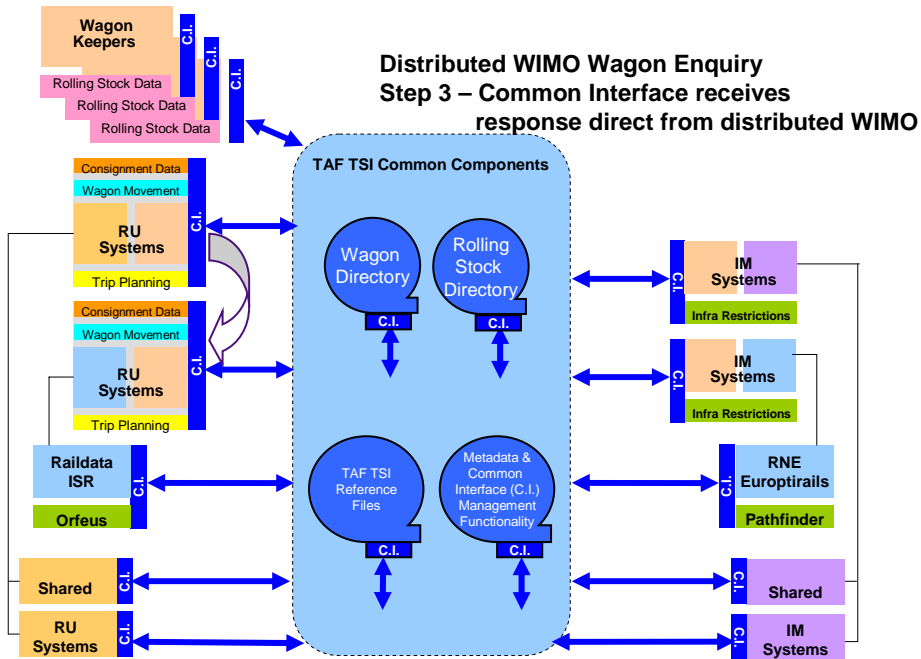 Wagon
Keepers
C.I.
C.I.
C.I.
Rolling Stock Data
Rolling Stock Data
Rolling Stock Data
Distributed WIMO Wagon Enquiry
Step 3 – Common Interface receives
response direct from distributed WIMO
TAF TSI Common Components
Consignment Data
Wagon Movement
RU
Systems
Trip Planning
C.I.
Consignment Data
Wagon Movement
RU
Systems
Trip Planning
C.I.
Raildata
ISR
Orfeus
C.I.
Shared
C.I.
RU
Systems
C.I.
Wagon
Directory
C.I.
Rolling
Stock
Directory
C.I.
TAF TSI
Reference
Files
C.I.
Metadata &
Common
Interface (C.I.)
Management
Functionality
C.I.
C.I.
IM
Systems
Infra Restrictions
C.I.
IM
Systems
Infra Restrictions
C.I.
RNE
Europtirails
Pathfinder
C.I.
Shared
C.I.
IM
Systems